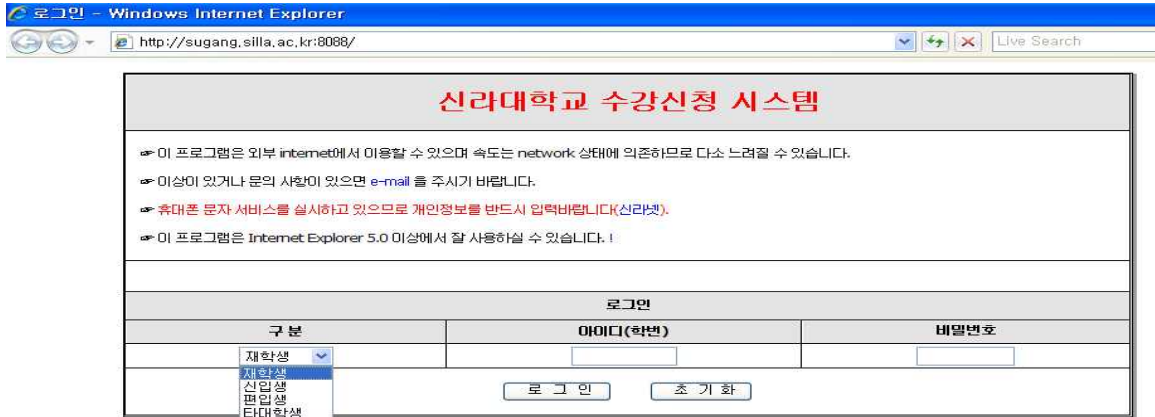 로그인 - Windows Internet Explorer
http://sugang.silla.ac.kr:8088/ Live Search
신라대학교 수강신청 시스템
☞ 이 프로그램은 외부 internet에서 이용할 수 있으며 속도는 network 상태에 의존하므로 다소 느려질 수 있습니다.
☞ 이상이 있거나 문의 사항이 있으면 e-mail 을 주시기 바랍니다.
☞ 휴대폰 문자 서비스를 실시하고 있으므로 개인정보를 반드시 입력바랍니다(신라넷).
☞ 이 프로그램은 Internet Explorer 5.0 이상에서 잘 사용하실 수 있습니다. !
로그인
구 분 아이디(학번) 비밀번호
재학생
재학생
신입생
편입생
타대학생
로 그 인 초 기 화